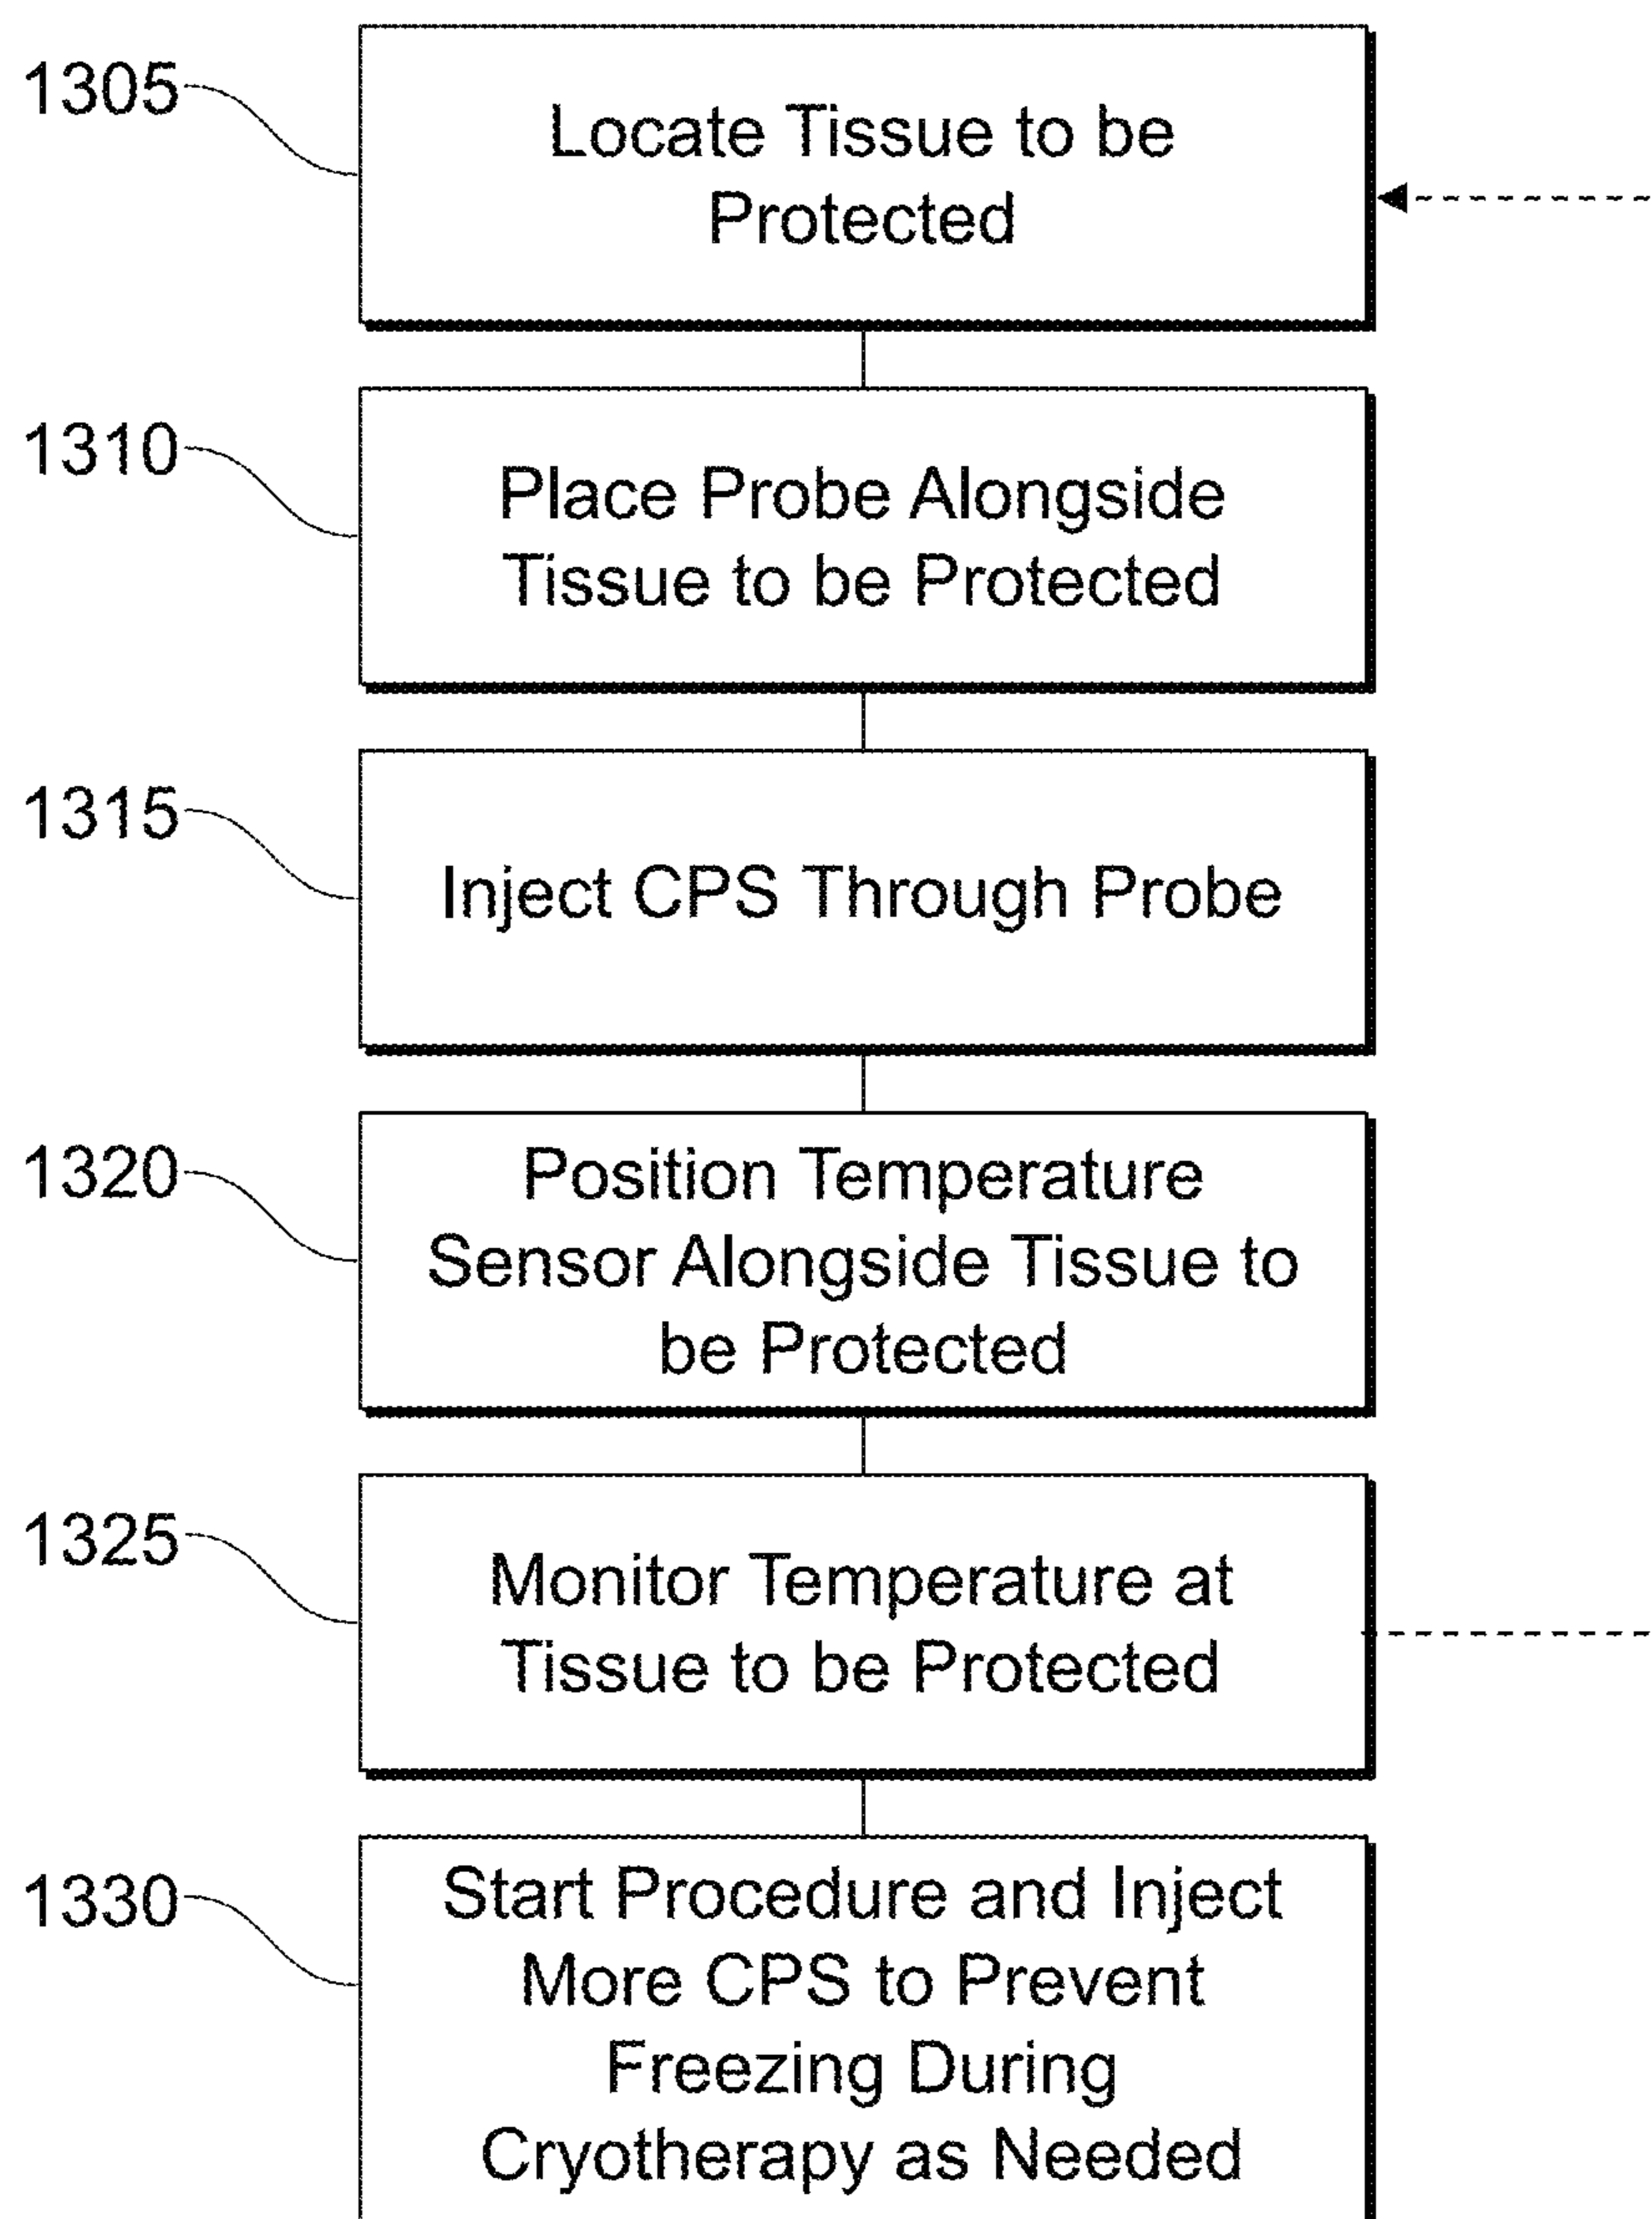 1305
Locate Tissue to be
Protected
1310
Place Probe Alongside
Tissue to be Protected
1315
Inject CPS Through Probe
1320
Position Temperature
Sensor Alongside Tissue to
be Protected
1325
Monitor Temperature at
Tissue to be Protected
1330
Start Procedure and Inject
More CPS to Prevent
Freezing During
Cryotherapy as Needed